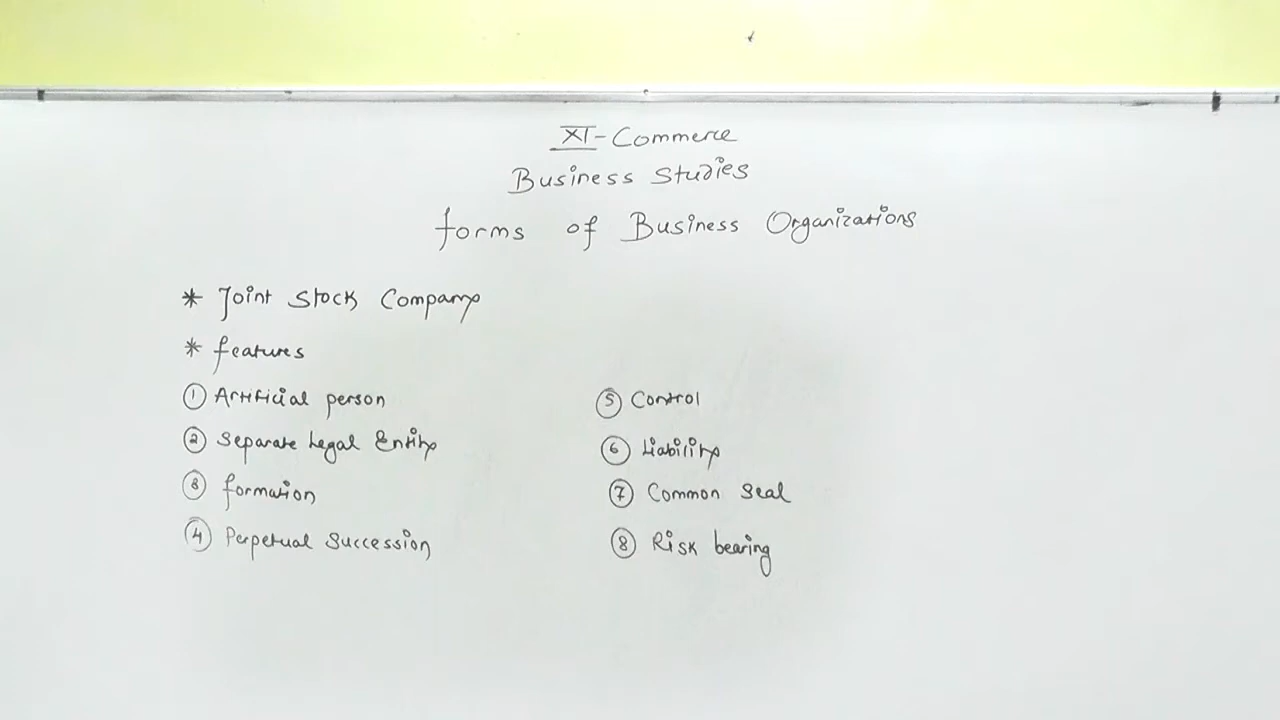 XI-Commerce
Business Studies
forms of Business Organizations
* Joint Stock Company
* features
① Artificial person
② Separate Legal Entity
③ formation
④ Perpetual Succession
⑤ Control
⑥ Liability
⑦ Common Seal
⑧ Risk bearing